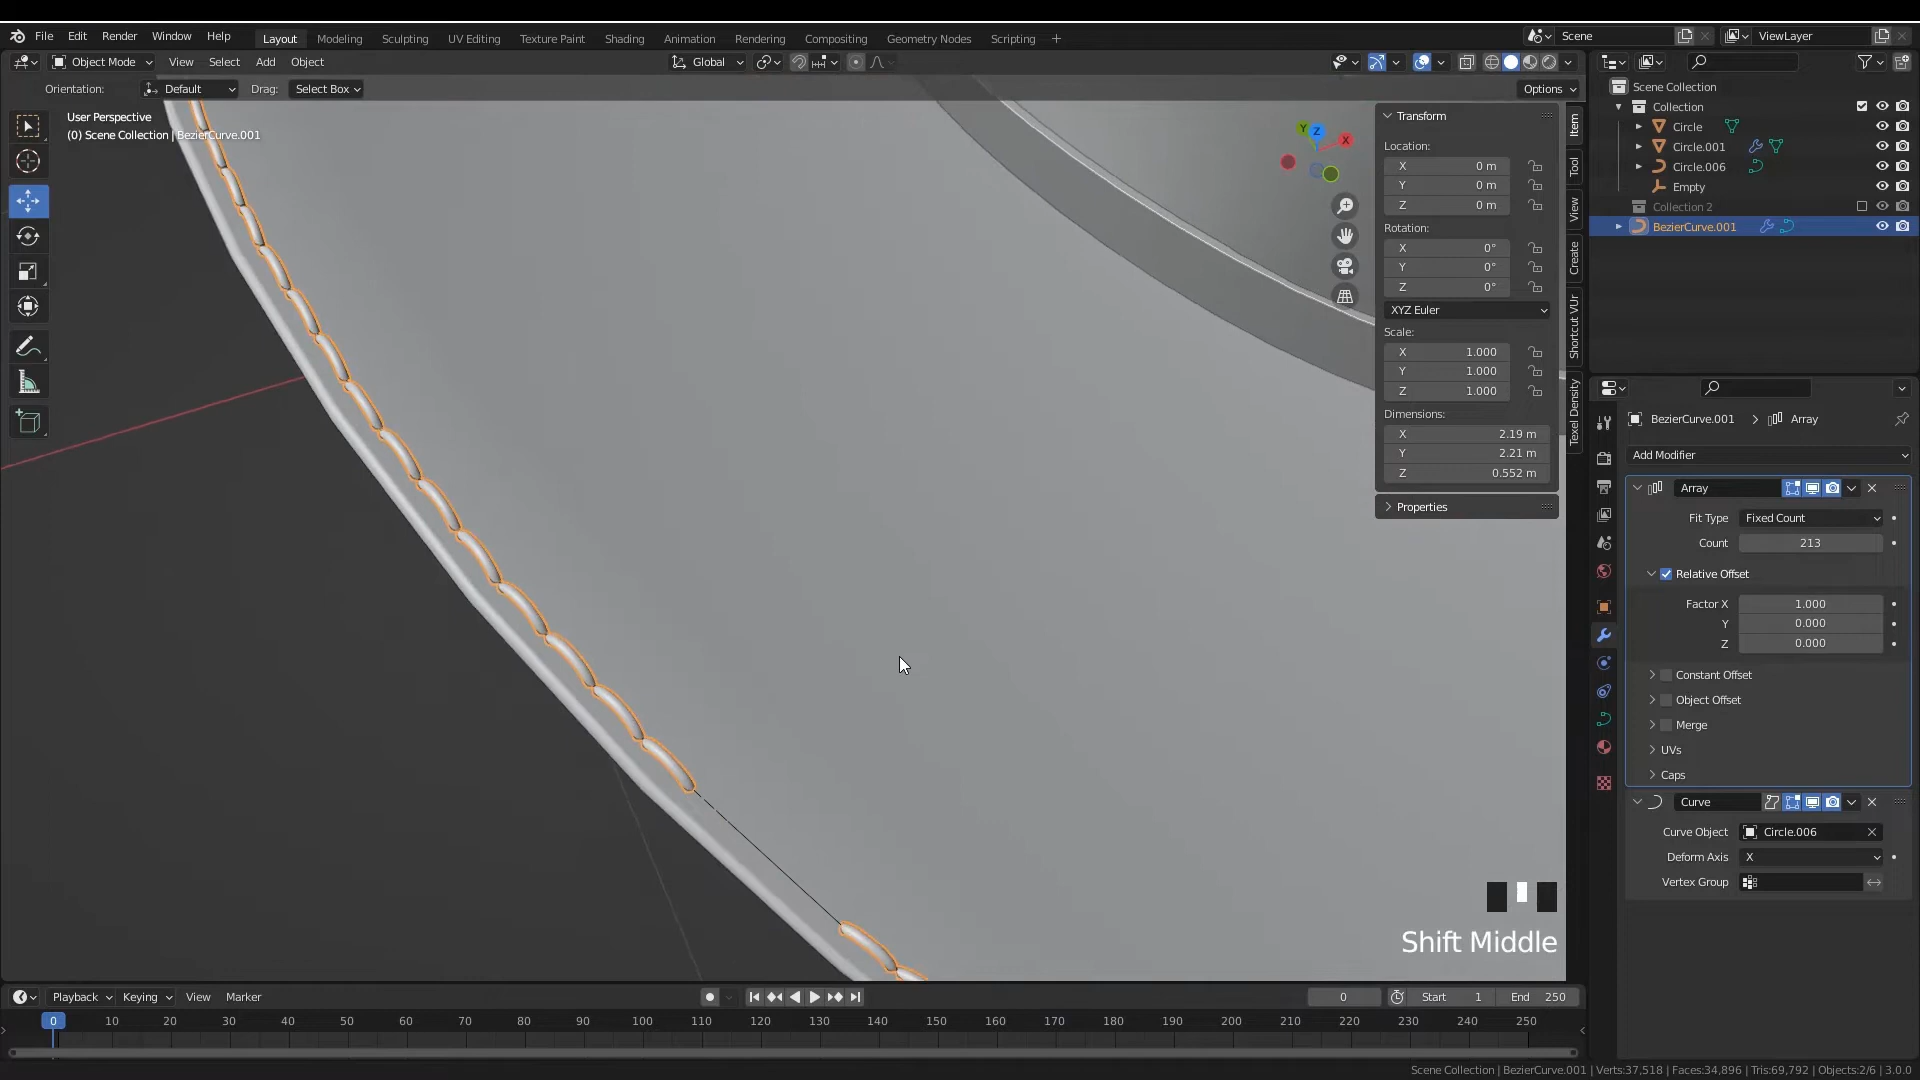 File Edit Render Window Help Layout Modeling Sculpting UV Editing Texture Paint Shading Animation Rendering Compositing Geometry Nodes Scripting + Scene ViewLayer
Object Mode View Select Add Object Global
Orientation: Default Drag: Select Box Options
User Perspective
(0) Scene Collection | BezierCurve.001
Y Z X
Transform
Location:
X 0 m
Y 0 m
Z 0 m
Rotation:
X 0°
Y 0°
Z 0°
XYZ Euler
Scale:
X 1.000
Y 1.000
Z 1.000
Dimensions:
X 2.19 m
Y 2.21 m
Z 0.552 m
Properties
Item
Tool
View
Create
Shortcut VUr
Texel Density
Scene Collection
Collection
Circle
Circle.001
Circle.006
Empty
Collection 2
BezierCurve.001
BezierCurve.001 > Array
Add Modifier
Array
Fit Type Fixed Count
Count 213
Relative Offset
Factor X 1.000
Y 0.000
Z 0.000
Constant Offset
Object Offset
Merge
UVs
Caps
Curve
Curve Object Circle.006
Deform Axis X
Vertex Group
Shift Middle
Playback Keying View Marker 0 Start 1 End 250
0 10 20 30 40 50 60 70 80 90 100 110 120 130 140 150 160 170 180 190 200 210 220 230 240 250
Scene Collection | BezierCurve.001 | Verts:37,518 | Faces:34,896 | Tris:69,792 | Objects:2/6 | 3.0.0